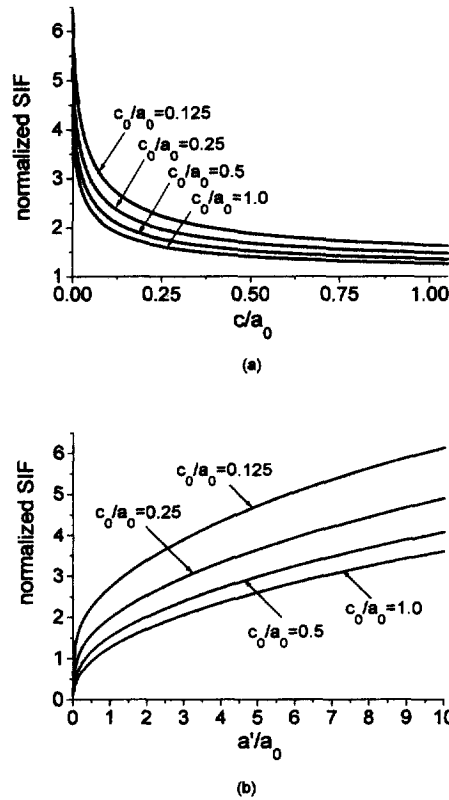 6
5
4
3
2
1
normalized SIF
c₀/a₀=0.125
c₀/a₀=0.25
c₀/a₀=0.5
c₀/a₀=1.0
0.00 0.25 0.50 0.75 1.00
c/a₀
(a)
6
5
4
3
2
1
0
normalized SIF
c₀/a₀=0.125
c₀/a₀=0.25
c₀/a₀=1.0
c₀/a₀=0.5
0 1 2 3 4 5 6 7 8 9 10
a'/a₀
(b)